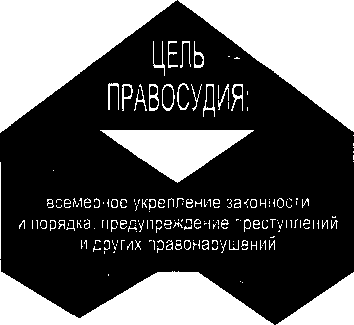 ЦЕЛЬ
ПРАВОСУДИЯ:
всемерное укрепление законности
и порядка, предупреждение преступлений
и других правонарушений